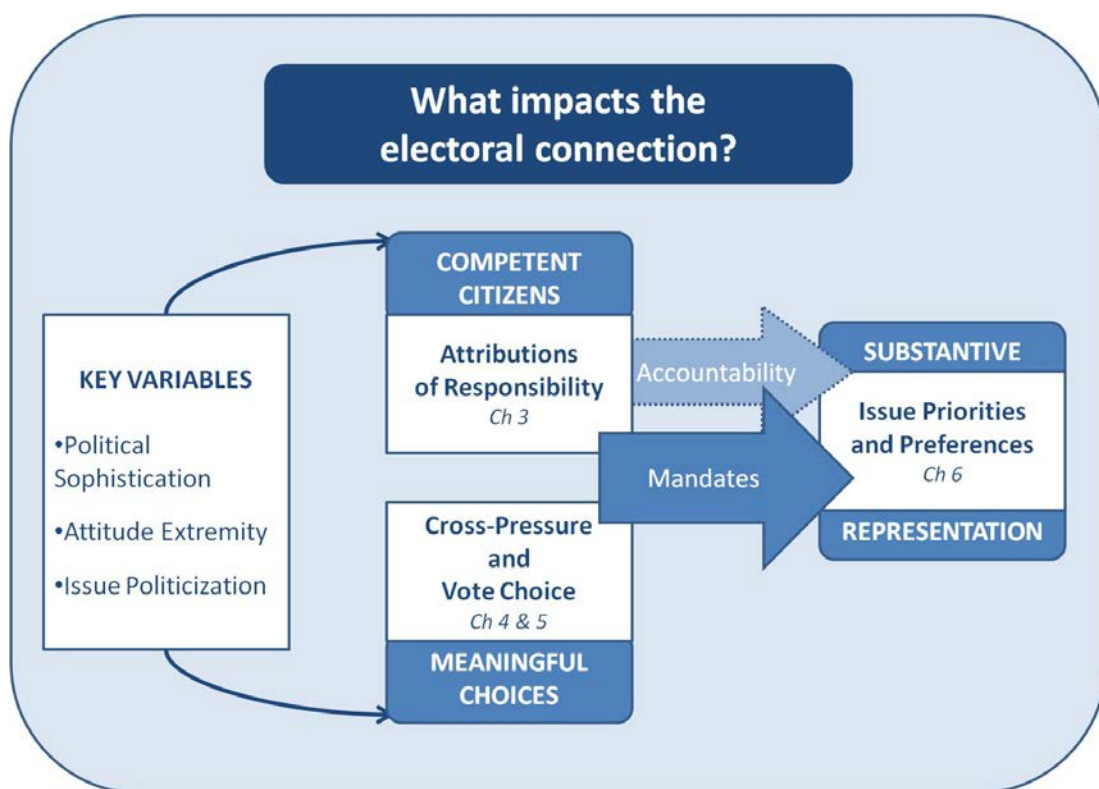 What impacts the
electoral connection?
KEY VARIABLES
•Political
Sophistication
•Attitude Extremity
•Issue Politicization
COMPETENT
CITIZENS
Attributions
of Responsibility
Ch 3
Cross-Pressure
and
Vote Choice
Ch 4 & 5
MEANINGFUL
CHOICES
Accountability
Mandates
SUBSTANTIVE
Issue Priorities
and Preferences
Ch 6
REPRESENTATION